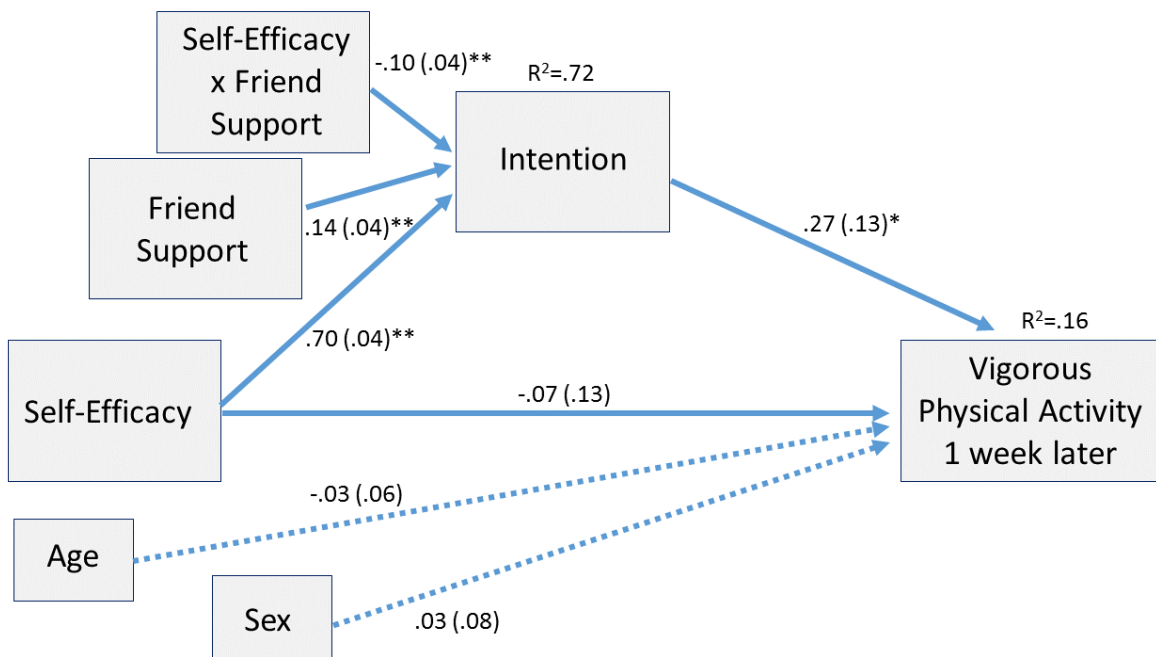 Self-Efficacy
x Friend
Support
-.10 (.04)**
R²=.72
Intention
Friend
Support
.14 (.04)**
.27 (.13)*
.70 (.04)**
R²=.16
Self-Efficacy
-.07 (.13)
Vigorous
Physical Activity
1 week later
-.03 (.06)
Age
Sex
.03 (.08)